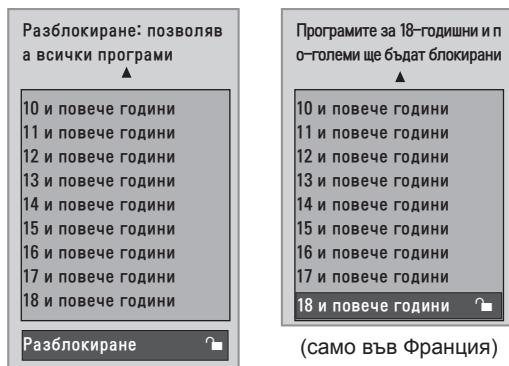 Разблокиране: позволяв
а всички програми
10 и повече години
11 и повече години
12 и повече години
13 и повече години
14 и повече години
15 и повече години
16 и повече години
17 и повече години
18 и повече години
Разблокиране
Програмите за 18-годишни и п
о-големи ще бъдат блокирани
10 и повече години
11 и повече години
12 и повече години
13 и повече години
14 и повече години
15 и повече години
16 и повече години
17 и повече години
18 и повече години
(само във Франция)